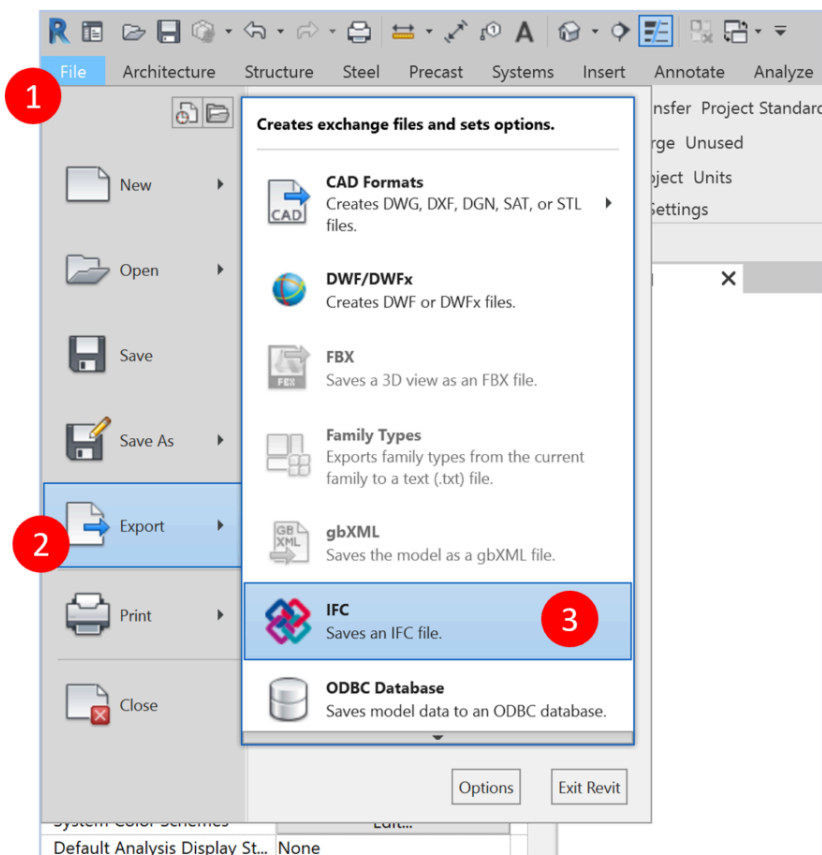 R
A
File Architecture Structure Steel Precast Systems Insert Annotate Analyze
1
Creates exchange files and sets options.
New
CAD
CAD Formats
Creates DWG, DXF, DGN, SAT, or STL
files.
Open
DWF/DWFx
Creates DWF or DWFx files.
Save
FBX
FBX
Saves a 3D view as an FBX file.
Save As
Family Types
Exports family types from the current
family to a text (.txt) file.
2
Export
GB
XML
gbXML
Saves the model as a gbXML file.
Print
IFC
Saves an IFC file.
3
Close
ODBC Database
Saves model data to an ODBC database.
Options Exit Revit
nsfer Project Standard
rge Unused
ject Units
Settings
System Color Schemes Edit...
Default Analysis Display St... None